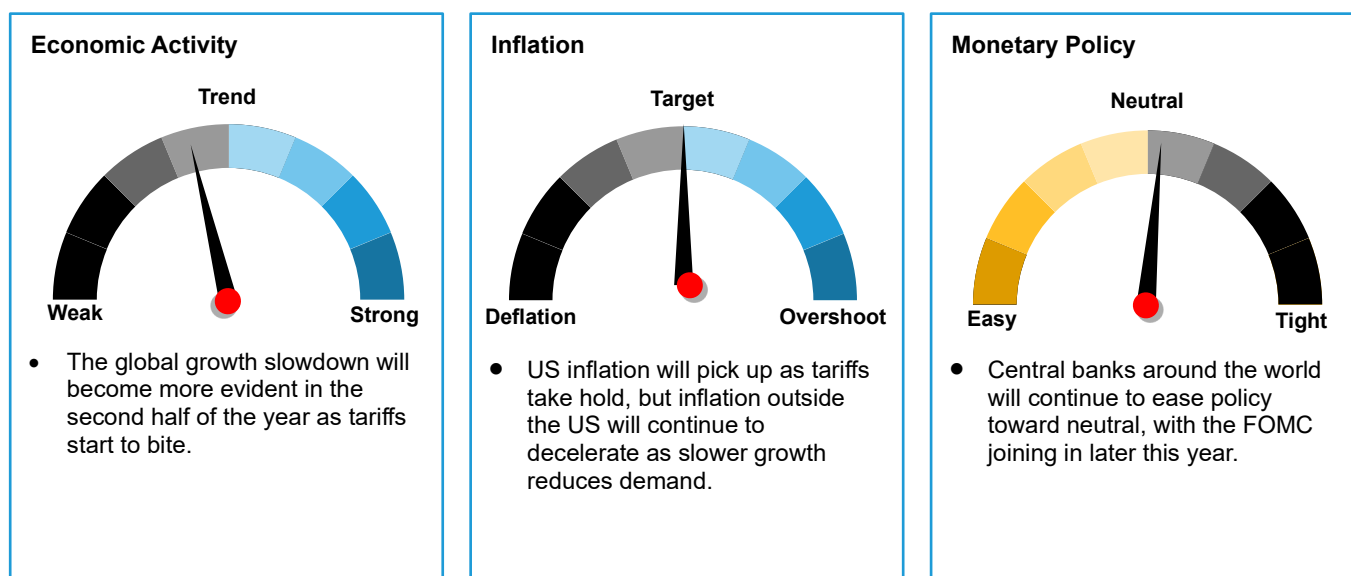 Economic Activity
Trend
Weak
Strong
• The global growth slowdown will
become more evident in the
second half of the year as tariffs
start to bite.
Inflation
Target
Deflation
Overshoot
• US inflation will pick up as tariffs
take hold, but inflation outside
the US will continue to
decelerate as slower growth
reduces demand.
Monetary Policy
Neutral
Easy
Tight
• Central banks around the world
will continue to ease policy
toward neutral, with the FOMC
joining in later this year.